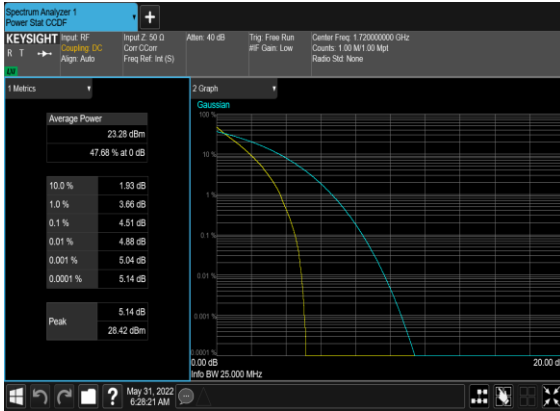 Spectrum Analyzer 1
Power Stat CCDF
+
KEYSIGHT
R T
Input: RF
Coupling: DC
Align: Auto
Input Z: 50 Ω
Corr CCorr
Freq Ref: Int (S)
Atten: 40 dB
Trig: Free Run
#IF Gain: Low
Center Freq: 1.720000000 GHz
Counts: 1.00 M/1.00 Mpt
Radio Std: None
1 Metrics
Average Power
23.28 dBm
47.68 % at 0 dB
10.0 % 1.93 dB
1.0 % 3.66 dB
0.1 % 4.51 dB
0.01 % 4.88 dB
0.001 % 5.04 dB
0.0001 % 5.14 dB
Peak
5.14 dB
28.42 dBm
2 Graph
Gaussian
100 %
10 %
1 %
0.1 %
0.01 %
0.001 %
0.0001 %
0.00 dB
20.00 d
Info BW 25.000 MHz
?
May 31, 2022
6:28:21 AM